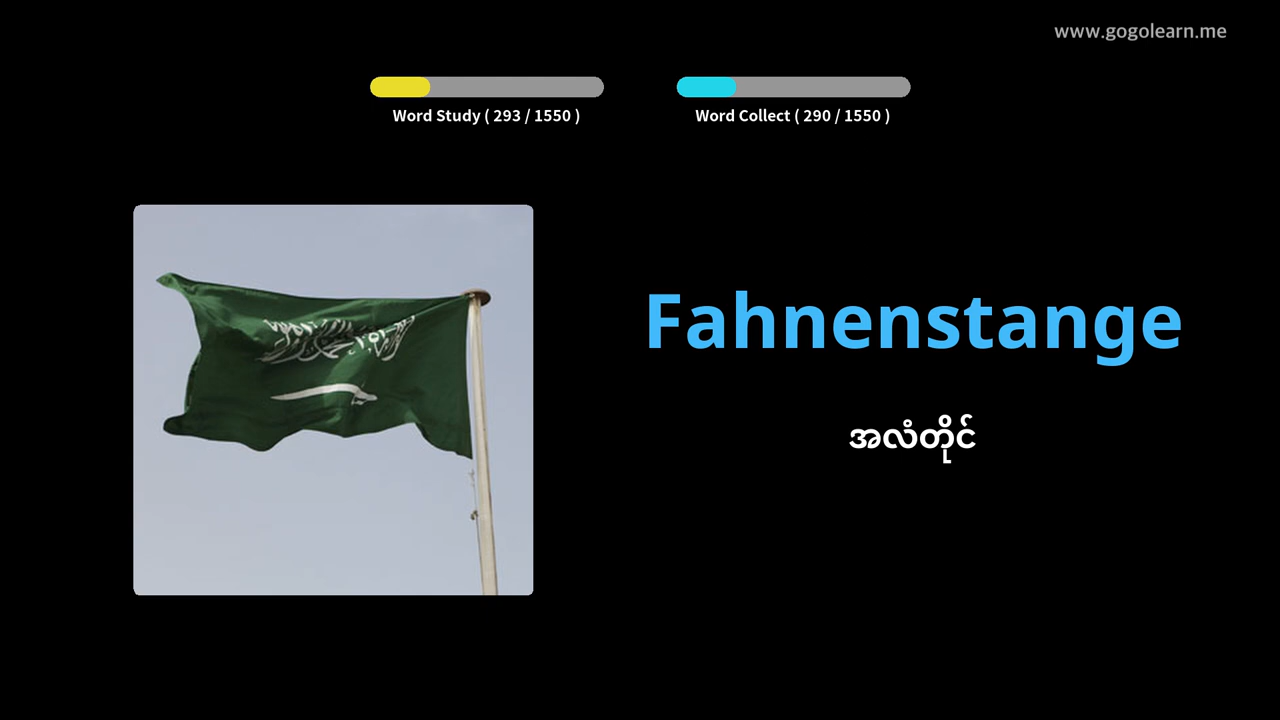 www.gogolearn.me
Word Study ( 293 / 1550 )
Word Collect ( 290 / 1550 )
Fahnenstange
အလံတိုင်